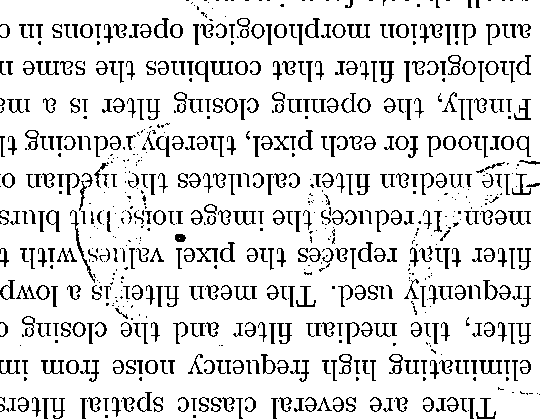 There are several classic spatial filters
eliminating high frequency noise from im
filter, the median filter and the closing o
frequently used. The mean filter is a lowp
filter that replaces the pixel values with t
mean. It reduces the image noise but blurs
The median filter calculates the median o
borhood for each pixel, thereby reducing th
Finally, the opening closing filter is a ma
phological filter that combines the same n
and dilation morphological operations in o